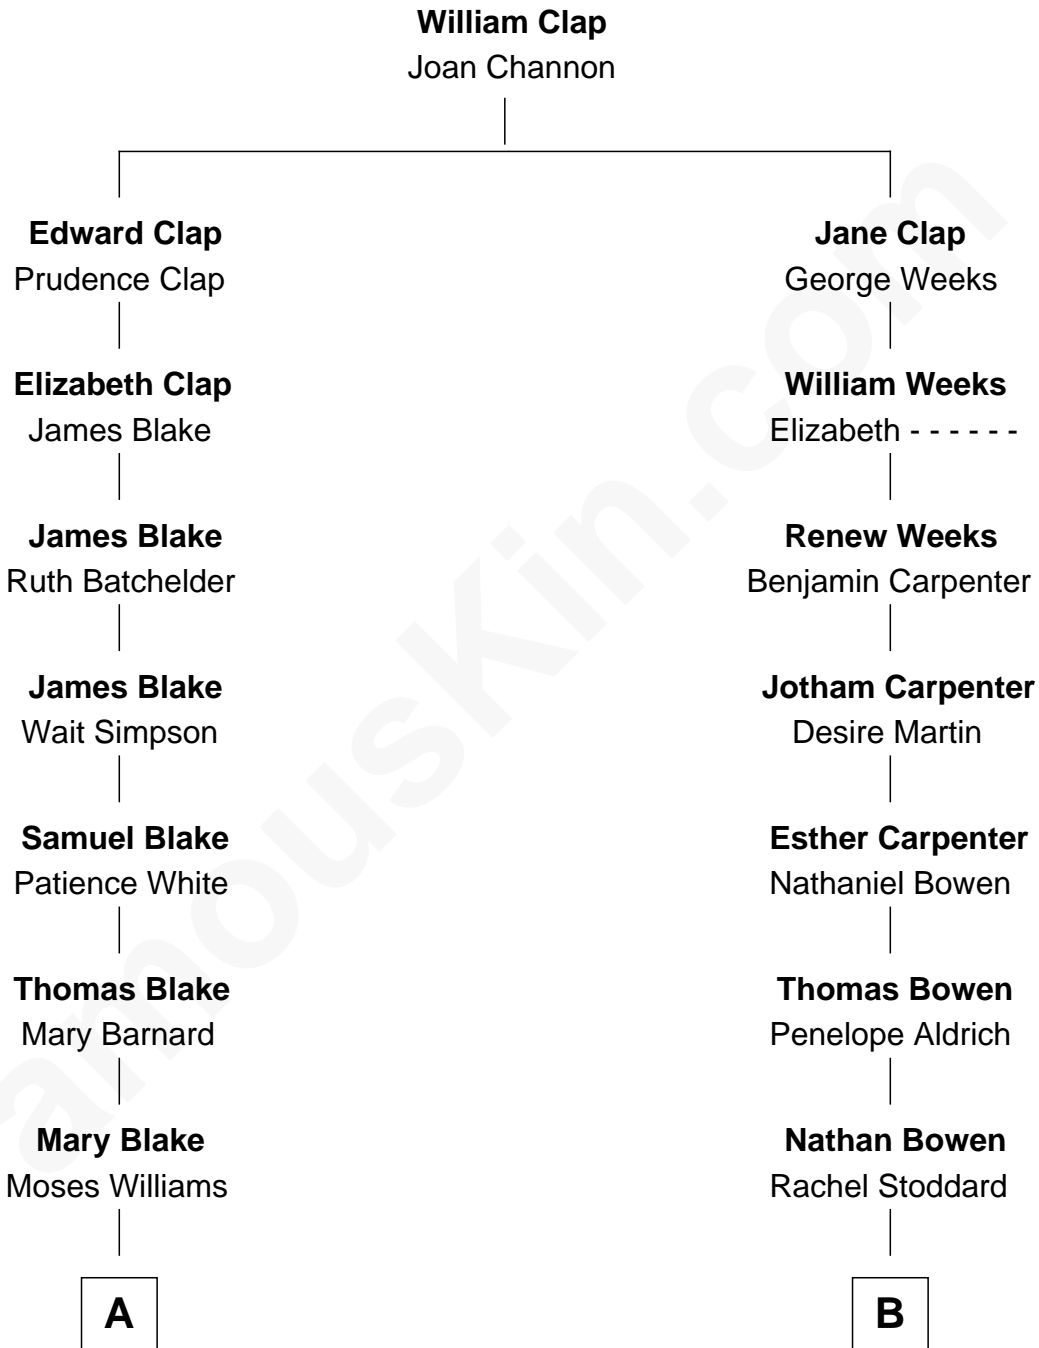 William Clap
Joan Channon
Edward Clap
Prudence Clap
Jane Clap
George Weeks
Elizabeth Clap
James Blake
William Weeks
Elizabeth - - - - - -
James Blake
Ruth Batchelder
Renew Weeks
Benjamin Carpenter
James Blake
Wait Simpson
Jotham Carpenter
Desire Martin
Samuel Blake
Patience White
Esther Carpenter
Nathaniel Bowen
Thomas Blake
Mary Barnard
Thomas Bowen
Penelope Aldrich
Mary Blake
Moses Williams
Nathan Bowen
Rachel Stoddard
A
B
amouskin.com